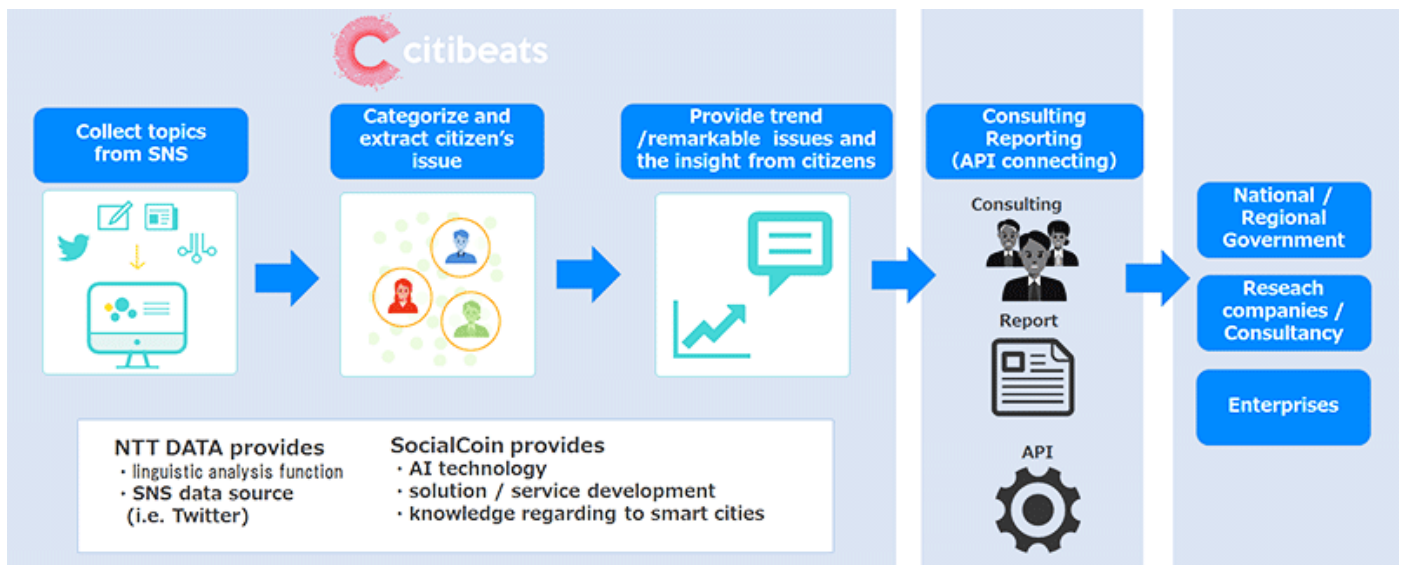 citibeats
Collect topics
from SNS
Categorize and
extract citizen's
issue
Provide trend
/remarkable issues and
the insight from citizens
Consulting
Reporting
(API connecting)
Consulting
Report
API
National /
Regional
Government
Reseach
companies /
Consultancy
Enterprises
NTT DATA provides
・linguistic analysis function
・SNS data source
(i.e. Twitter)
SocialCoin provides
・AI technology
・solution / service development
・knowledge regarding to smart cities